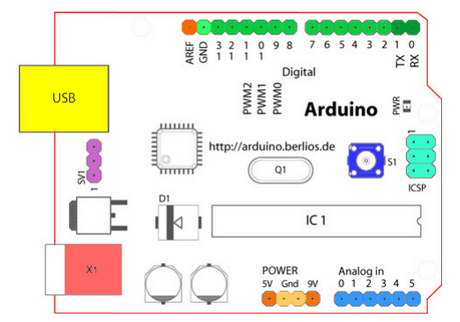 AREF
GND
13
12
11
10
9
8
7
6
5
4
3
2
1
0
TX
RX
Digital
USB
PWM2
PWM1
PWM0
Arduino
PWR
http://arduino.berlios.de
SV1
1
Q1
S1
1
ICSP
D1
IC 1
X1
POWER
5V Gnd 9V
Analog in
0 1 2 3 4 5